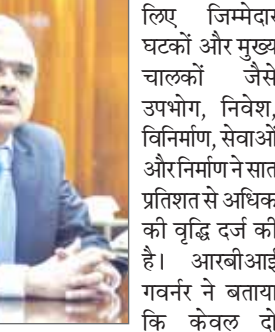 लिए जिम्मेदार
घटकों और मुख्य
चालकों जैसे
उपभोग, निवेश,
विनिर्माण, सेवाओं
और निर्माण ने सात
प्रतिशत से अधिक
की वृद्धि दर्ज की
है। आरबीआई
गवर्नर ने बताया
कि केवल दो